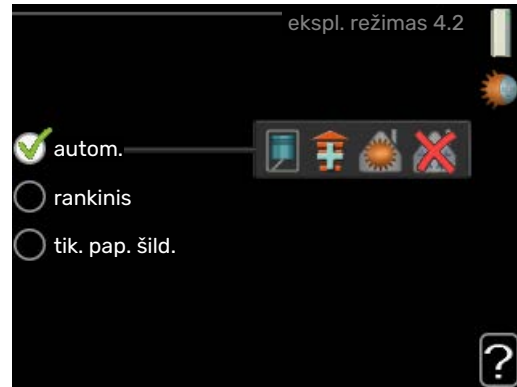 ekspl. režimas 4.2
autom.
rankinis
tik. pap. šild.
?